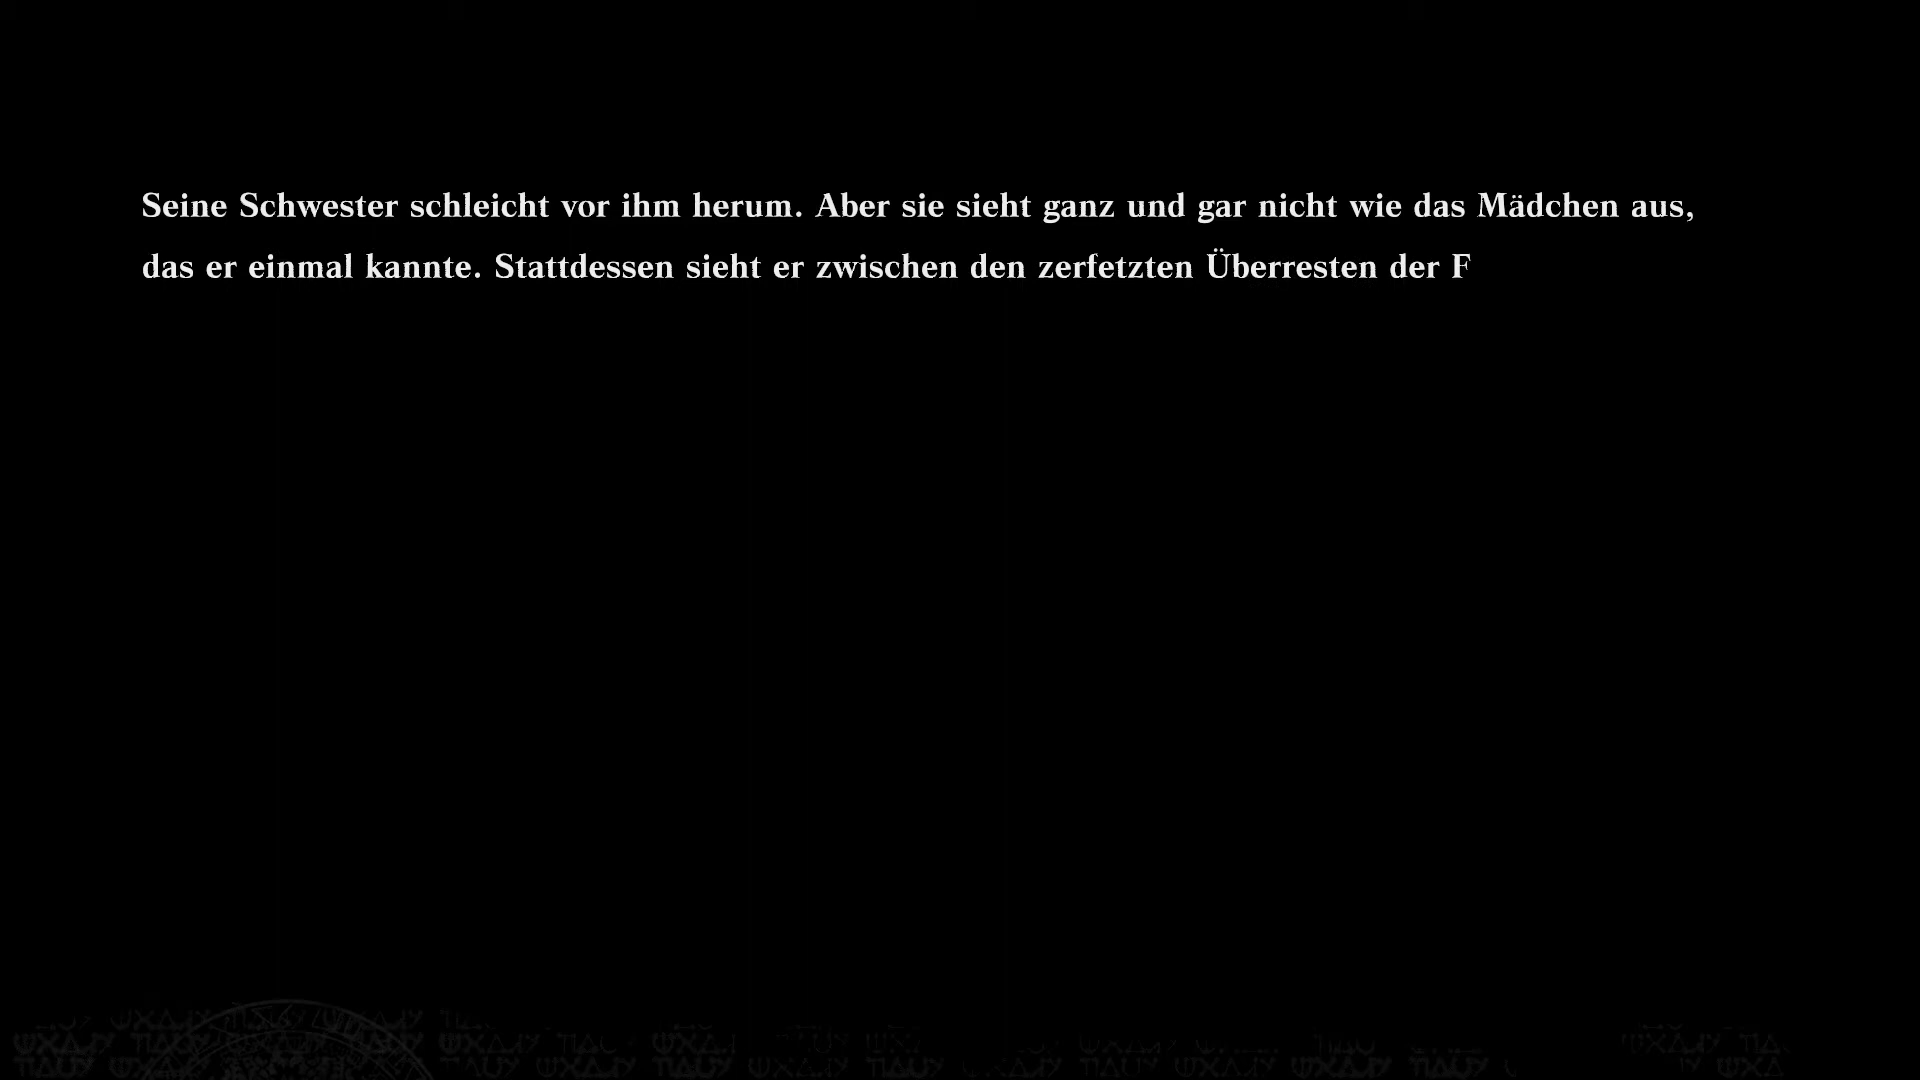 Seine Schwester schleicht vor ihm herum. Aber sie sieht ganz und gar nicht wie das Mädchen aus,
das er einmal kannte. Stattdessen sieht er zwischen den zerfetzten Überresten der F